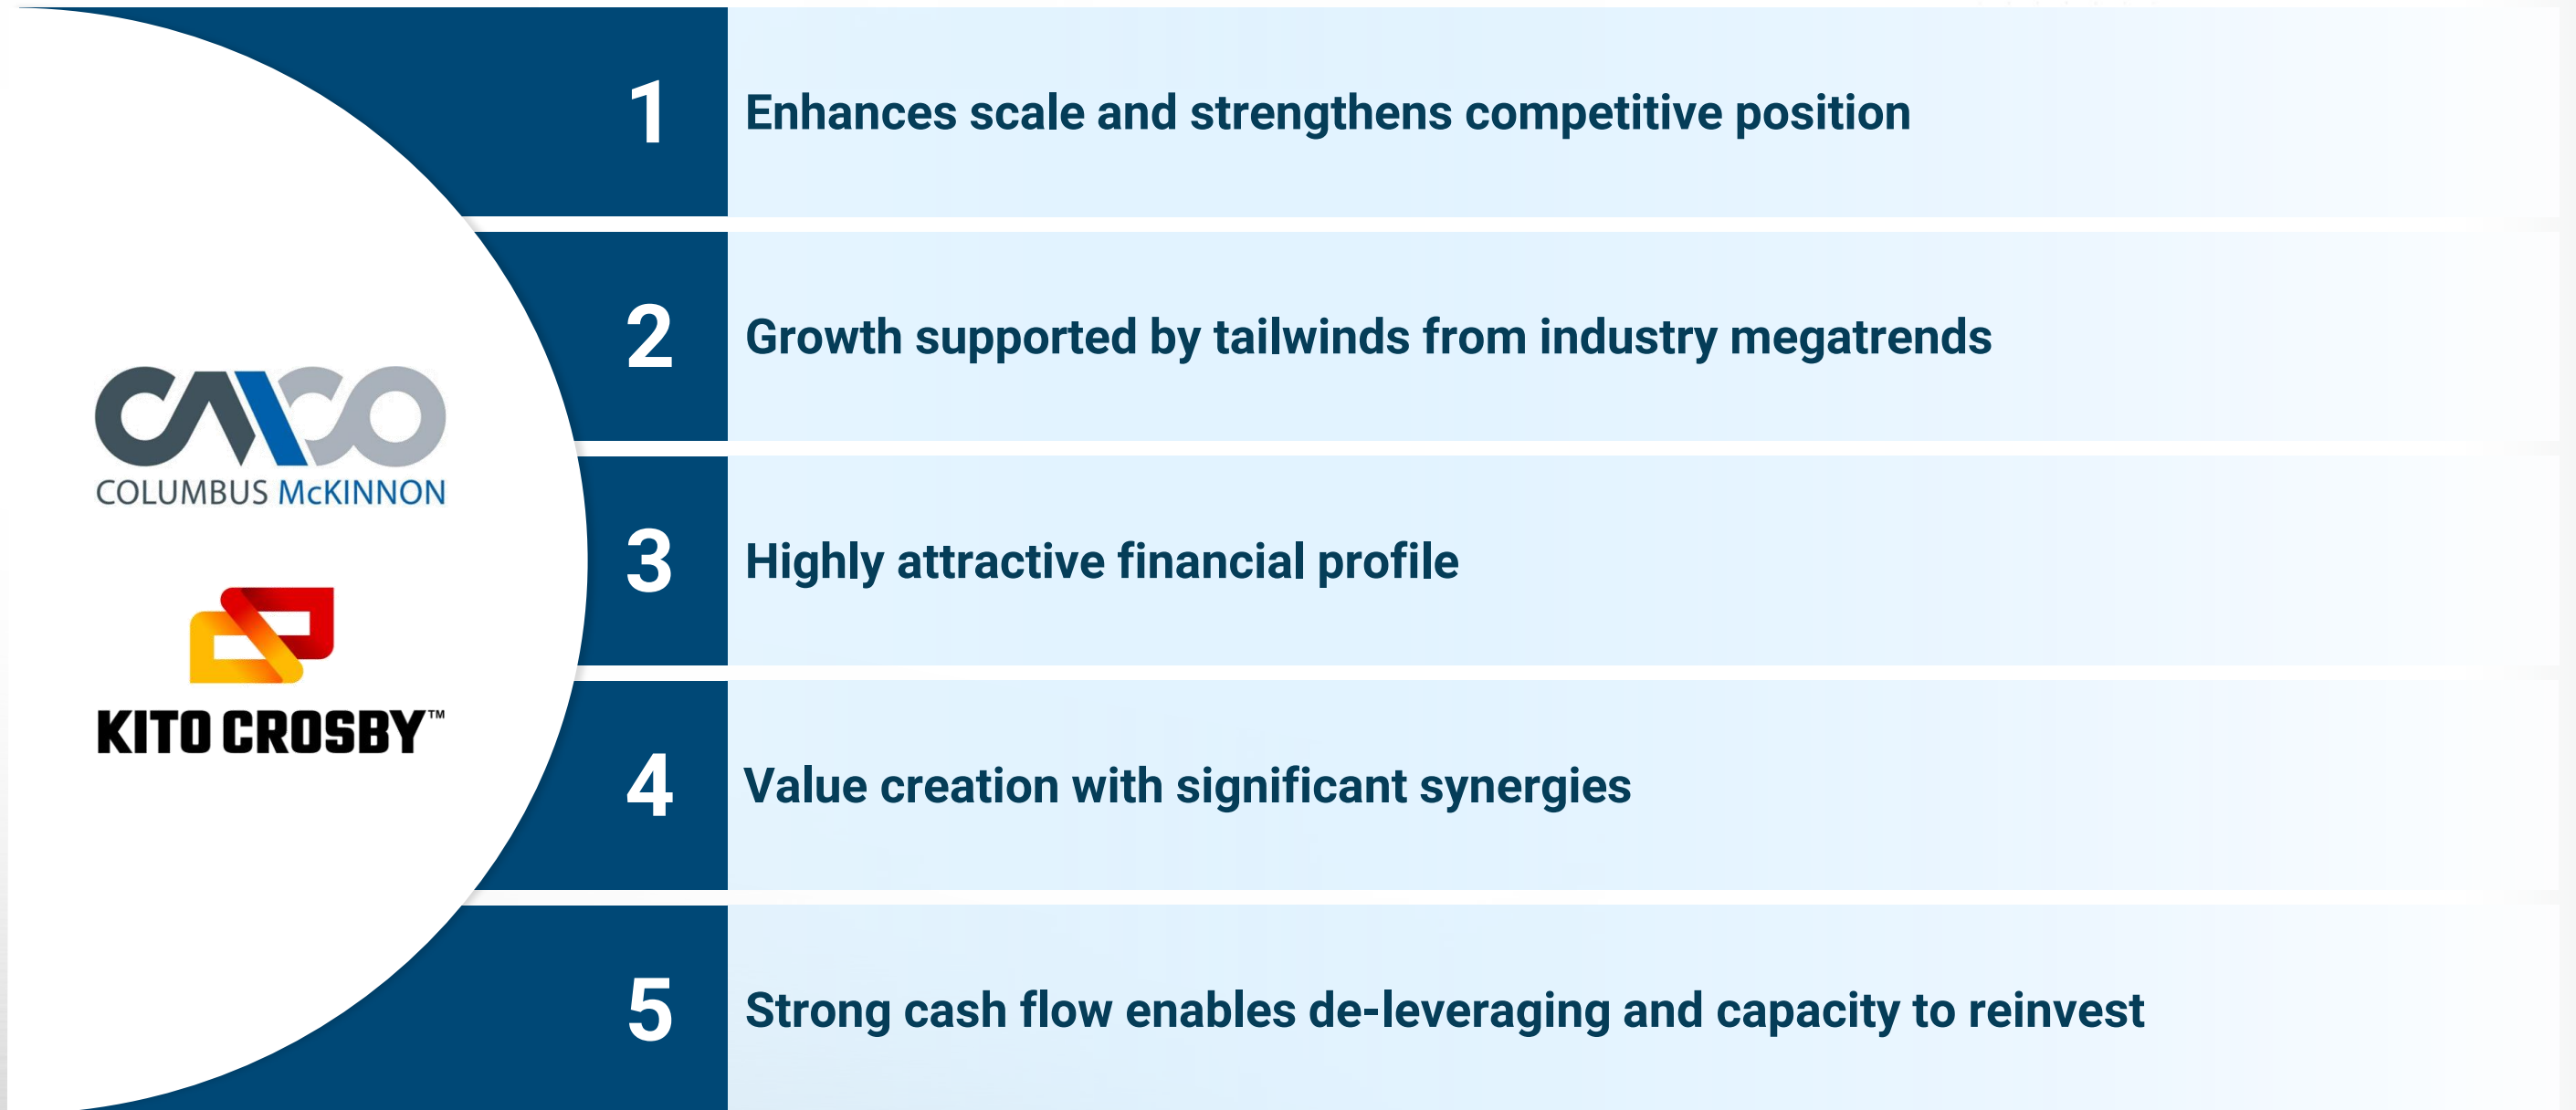 CMCO
COLUMBUS McKINNON
KITO CROSBY™
1
Enhances scale and strengthens competitive position
2
Growth supported by tailwinds from industry megatrends
3
Highly attractive financial profile
4
Value creation with significant synergies
5
Strong cash flow enables de-leveraging and capacity to reinvest